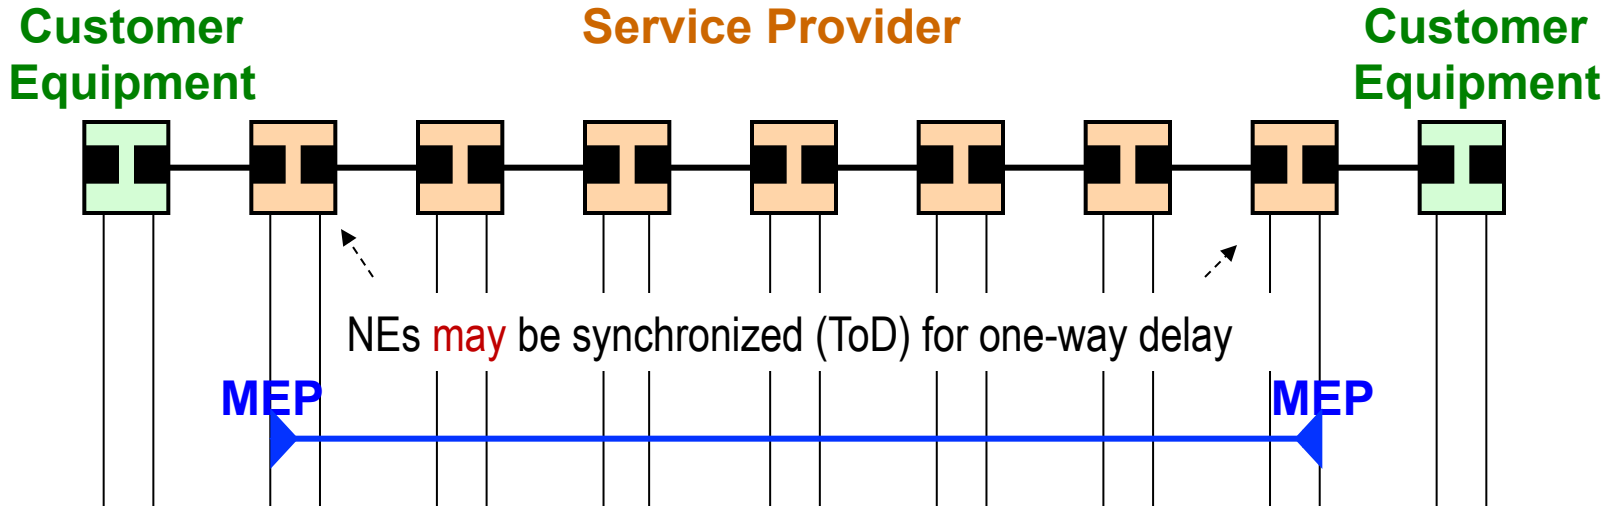 Customer
Equipment
Service Provider
Customer
Equipment
NEs may be synchronized (ToD) for one-way delay
MEP
MEP